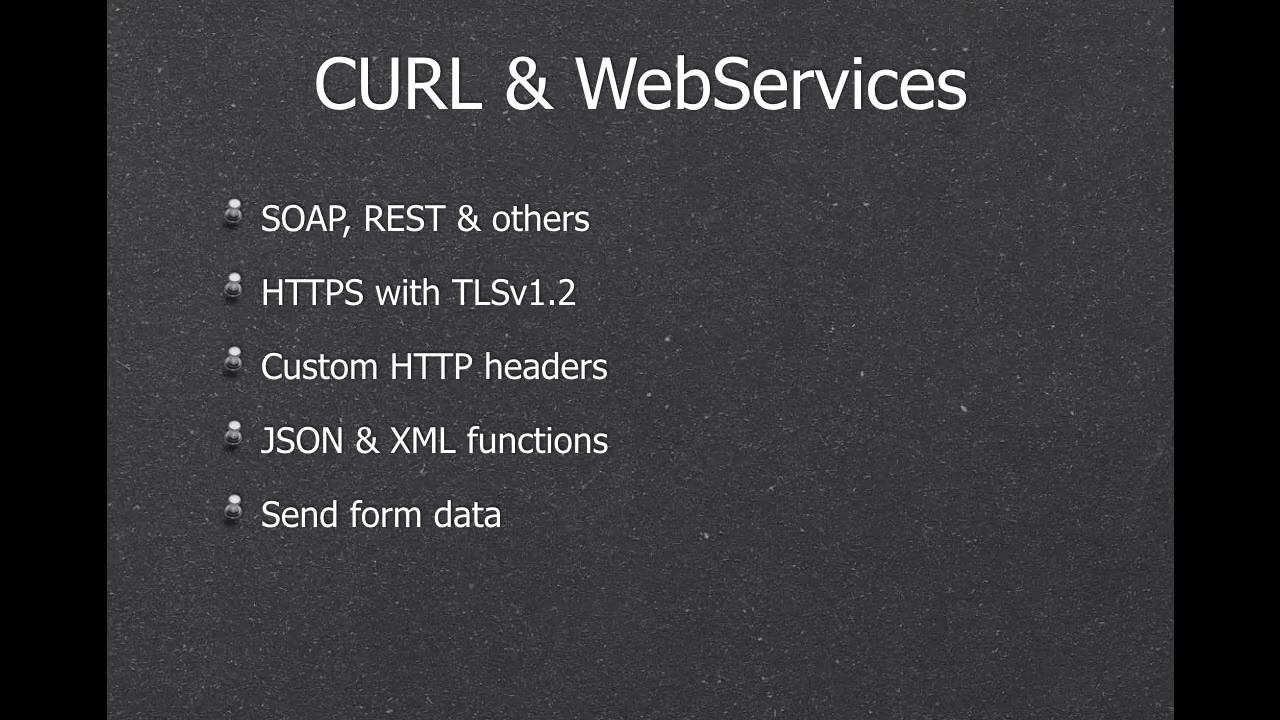 CURL & WebServices
SOAP, REST & others
HTTPS with TLSv1.2
Custom HTTP headers
JSON & XML functions
Send form data